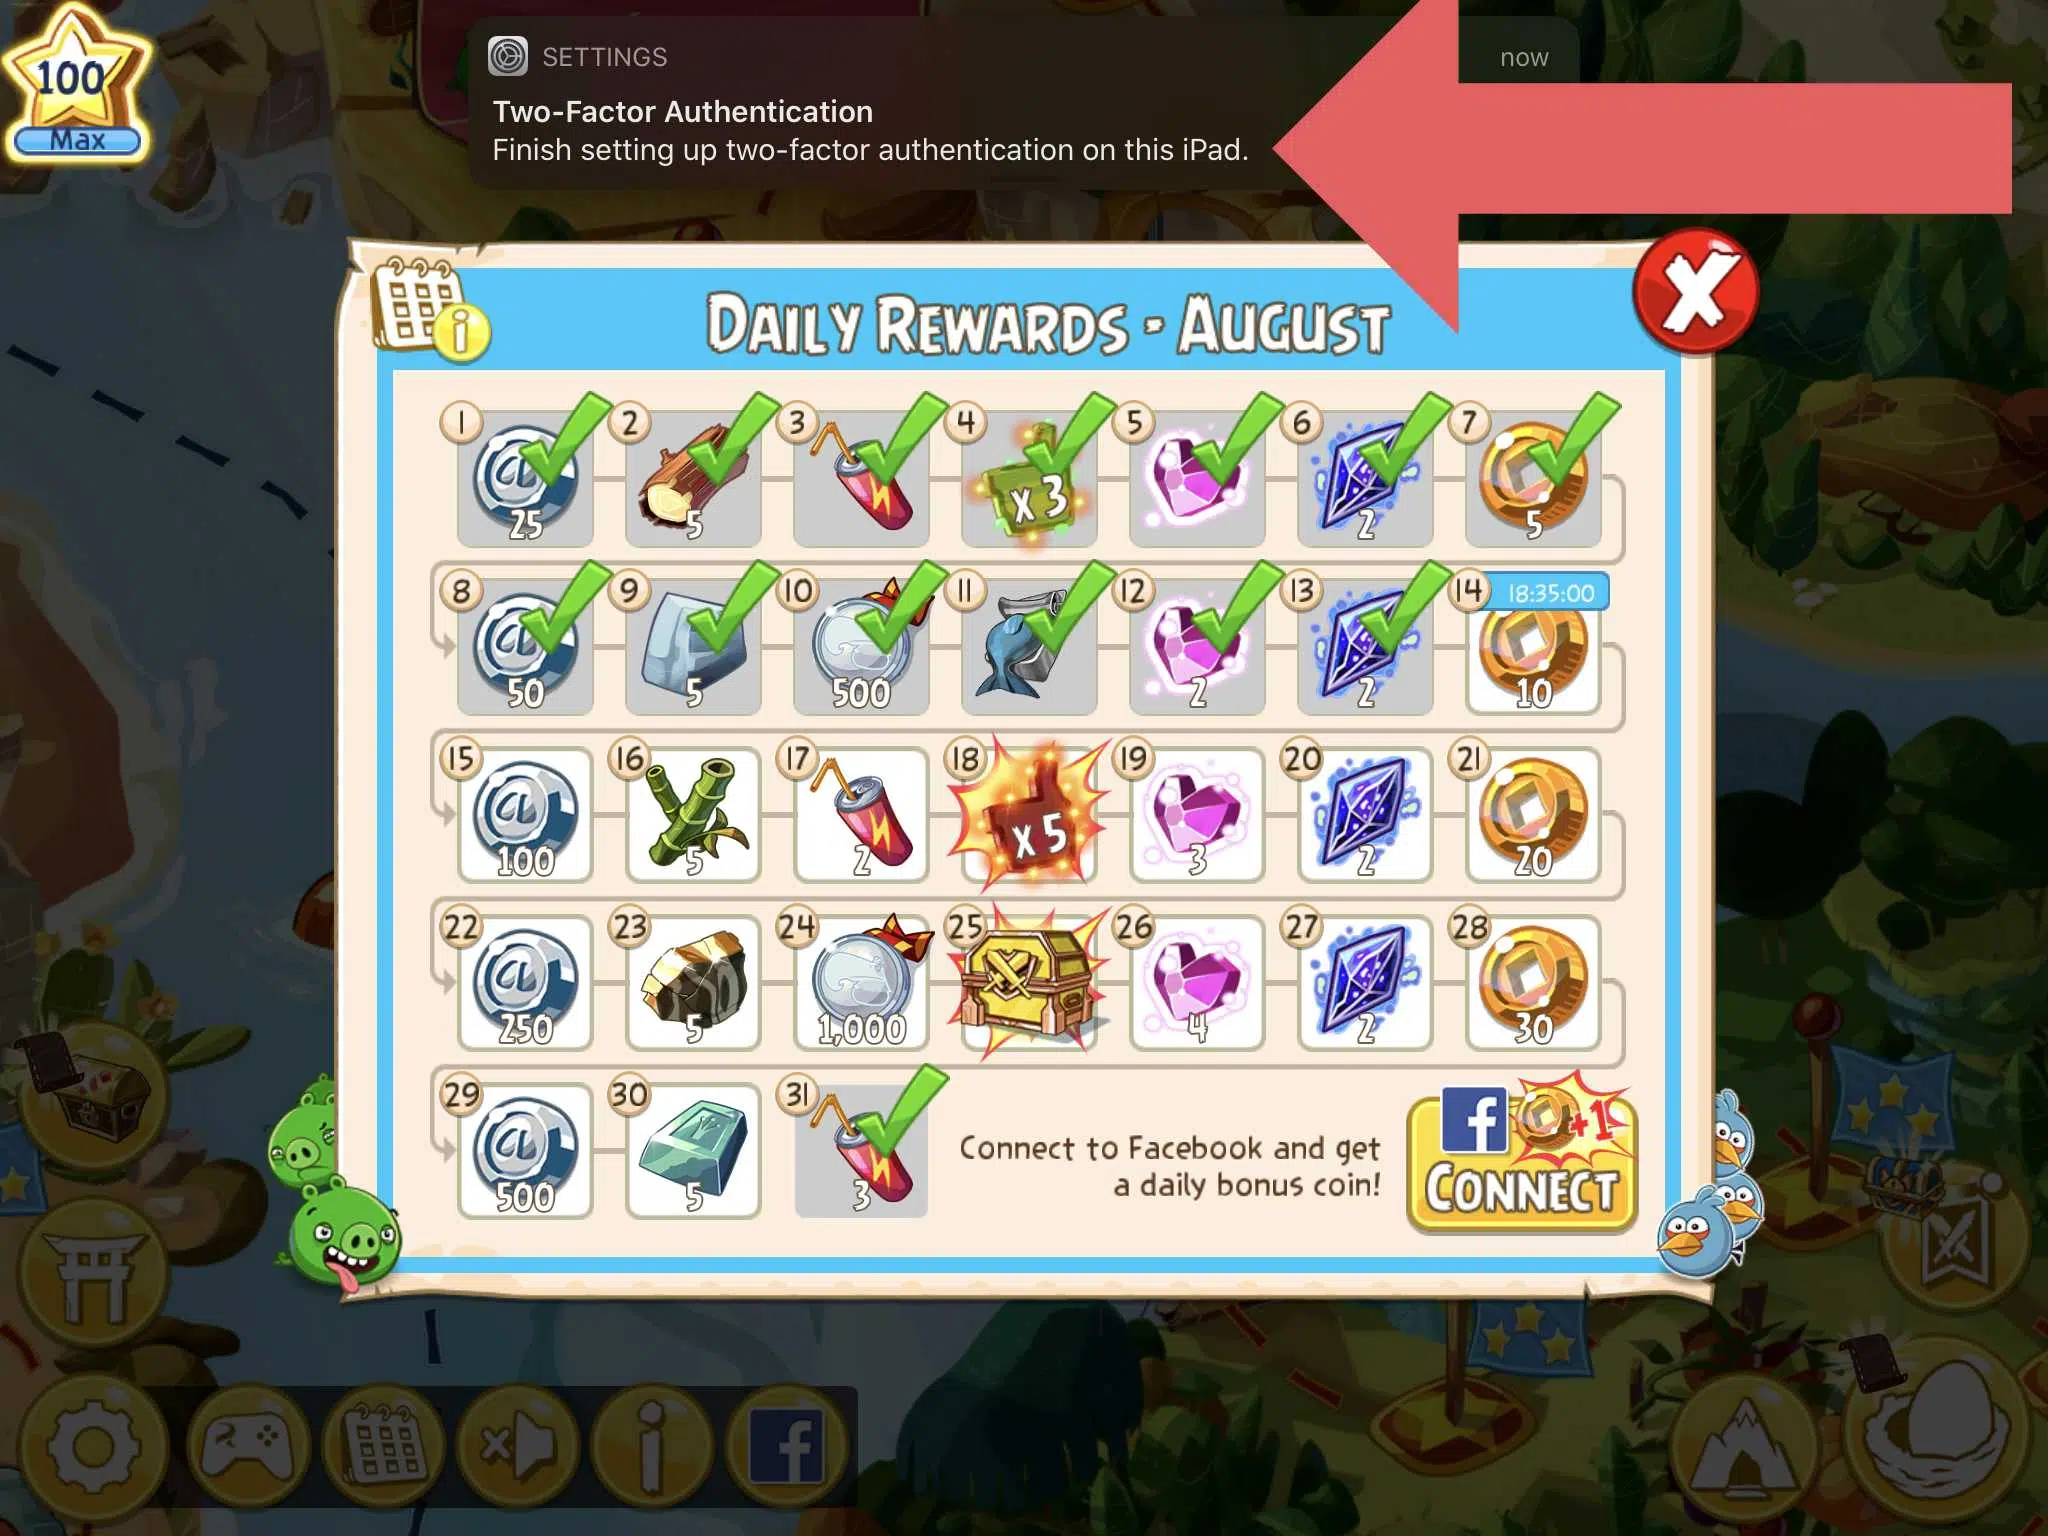 100
Max
SETTINGS
now
Two-Factor Authentication
Finish setting up two-factor authentication on this iPad.
DAILY REWARDS - AUGUST
1 25
2 5
3
4 x 3
5
6 2
7 5
8 50
9 5
10 500
11
12 2
13 2
14 18:35:00 10
15 100
16 5
17 2
18 x 5
19 3
20 2
21 20
22 250
23 5
24 1,000
25
26 4
27 2
28 30
29 500
30 5
31 3
Connect to Facebook and get
a daily bonus coin!
f +1
CONNECT